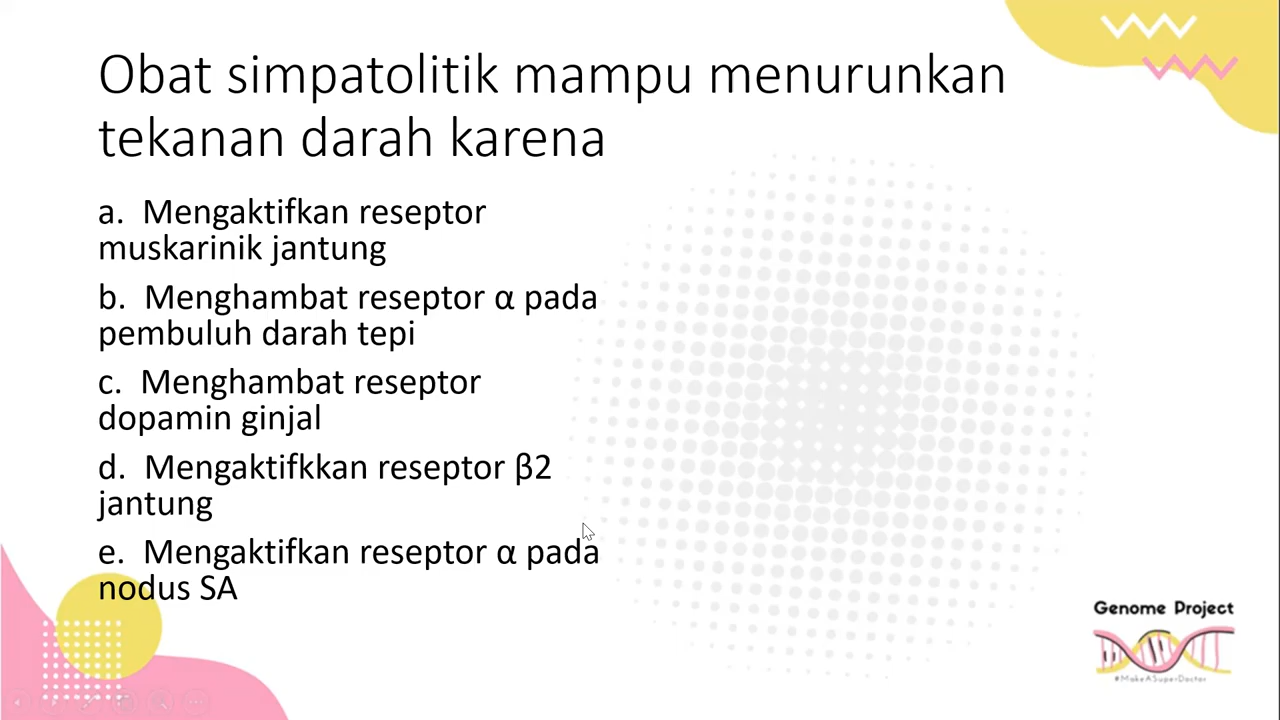 Obat simpatolitik mampu menurunkan
tekanan darah karena
a. Mengaktifkan reseptor
muskarinik jantung
b. Menghambat reseptor α pada
pembuluh darah tepi
c. Menghambat reseptor
dopamin ginjal
d. Mengaktifkkan reseptor β2
jantung
e. Mengaktifkan reseptor α pada
nodus SA
Genome Project
#MakeASuperDoctor